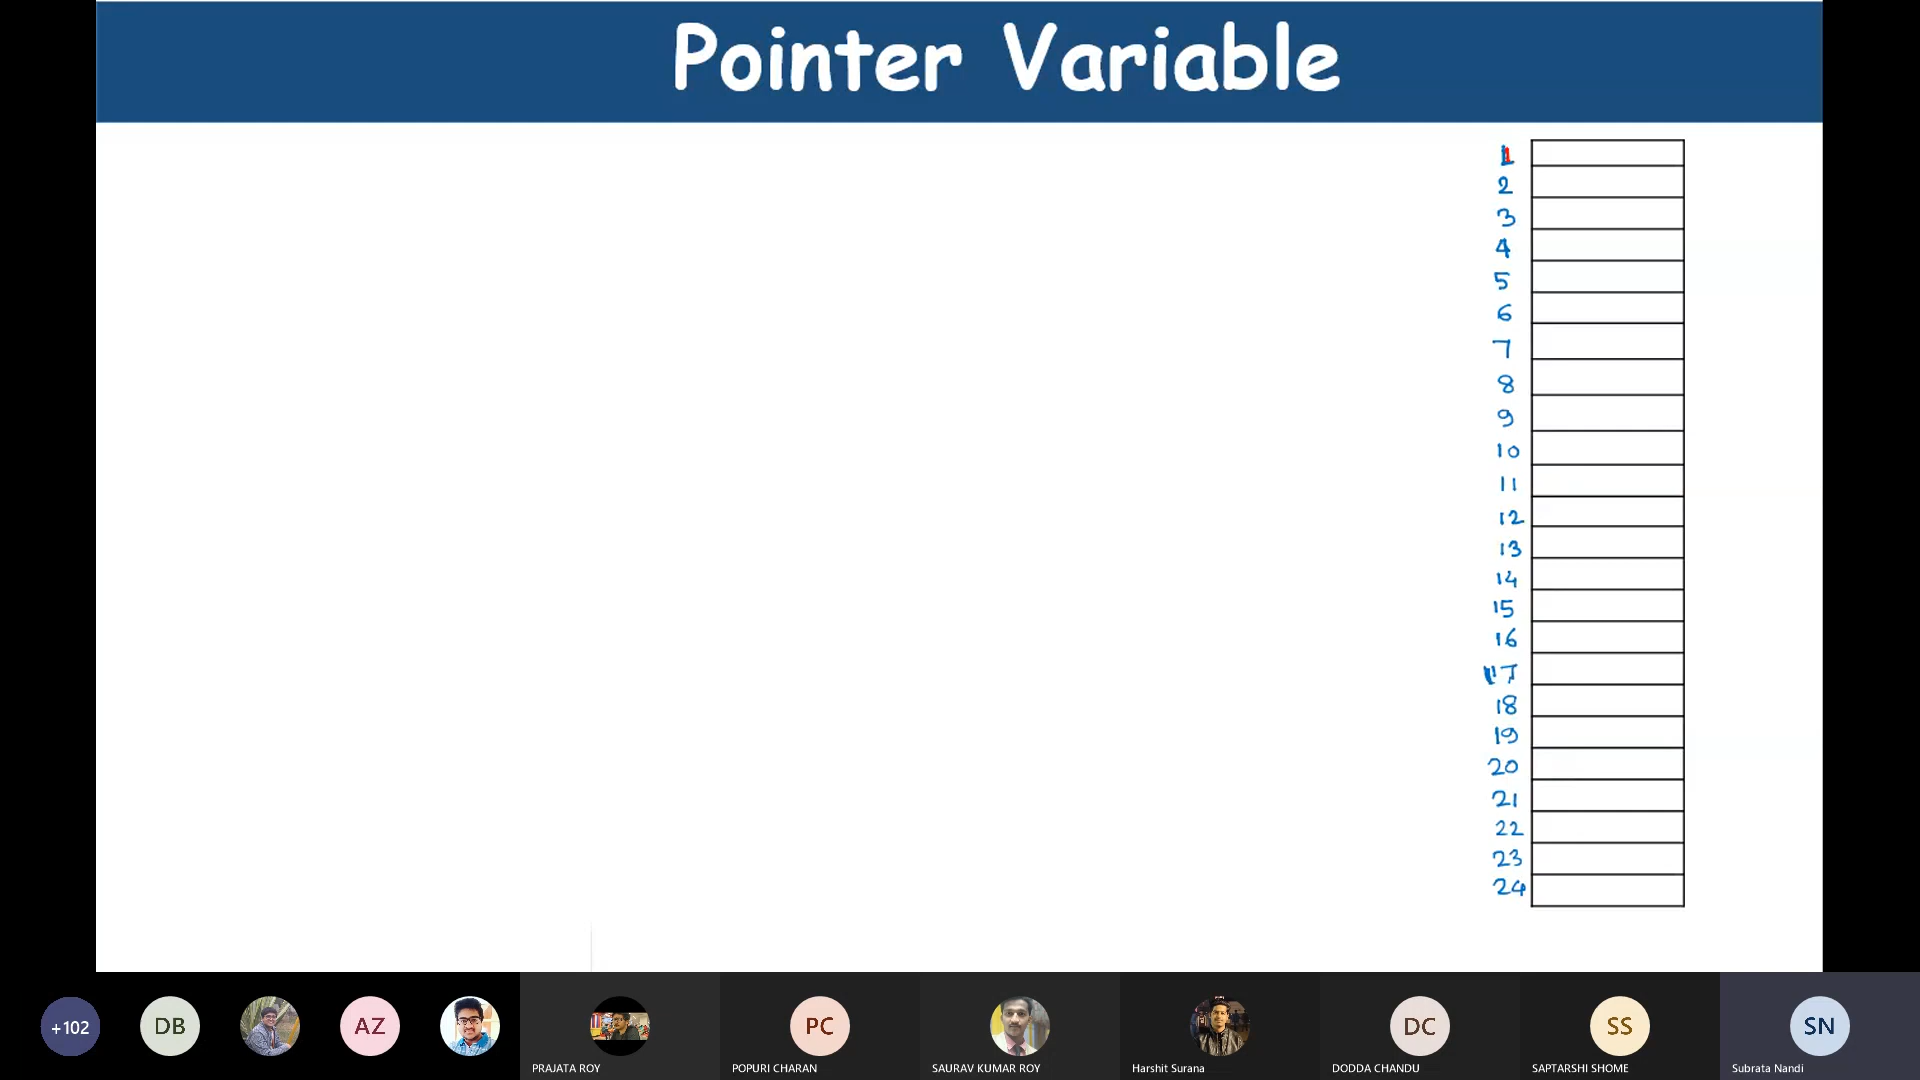 Pointer Variable
1
2
3
4
5
6
7
8
9
10
11
12
13
14
15
16
17
18
19
20
21
22
23
24
+102
DB
AZ
PC
DC
SS
SN
PRAJATA ROY
POPURI CHARAN
SAURAV KUMAR ROY
Harshit Surana
DODDA CHANDU
SAPTARSHI SHOME
Subrata Nandi